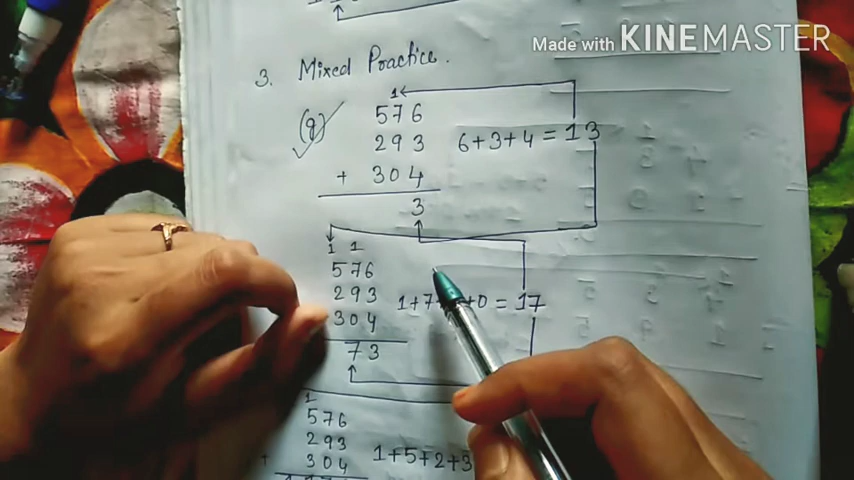 Made with KINEMASTER
3. Mixed Practice.
(g)
1
576
293 6+3+4 = 13
+ 304
3
1 1
576
293 1+7+ +0 = 17
304
73
1
576
293 1+5+2+3
+ 304